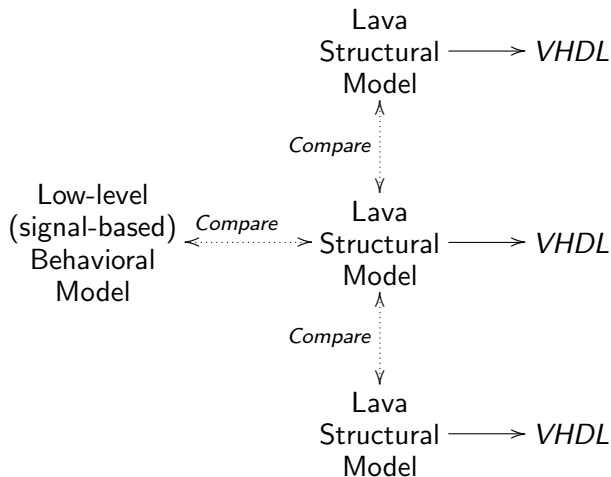 Lava
Structural
Model
VHDL
Compare
Low-level
(signal-based)
Behavioral
Model
Compare
Lava
Structural
Model
VHDL
Compare
Lava
Structural
Model
VHDL